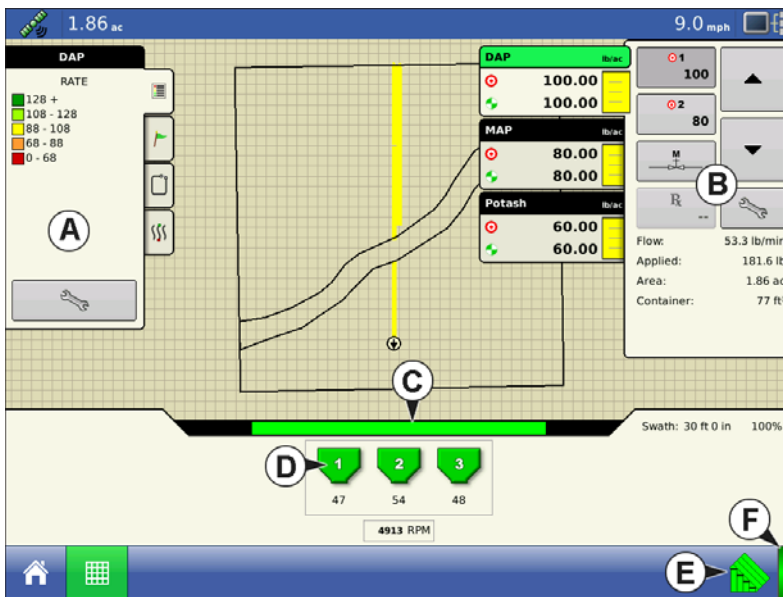 1.86 ac
9.0 mph
DAP
RATE
128 +
108 - 128
88 - 108
68 - 88
0 - 68
A
DAP lb/ac
100.00
100.00
MAP lb/ac
80.00
80.00
Potash lb/ac
60.00
60.00
1
100
2
80
M
B
Rx
--
Flow: 53.3 lb/min
Applied: 181.6 lb
Area: 1.86 ac
Container: 77 ft³
C
Swath: 30 ft 0 in 100%
D
1 2 3
47 54 48
4913 RPM
E
F